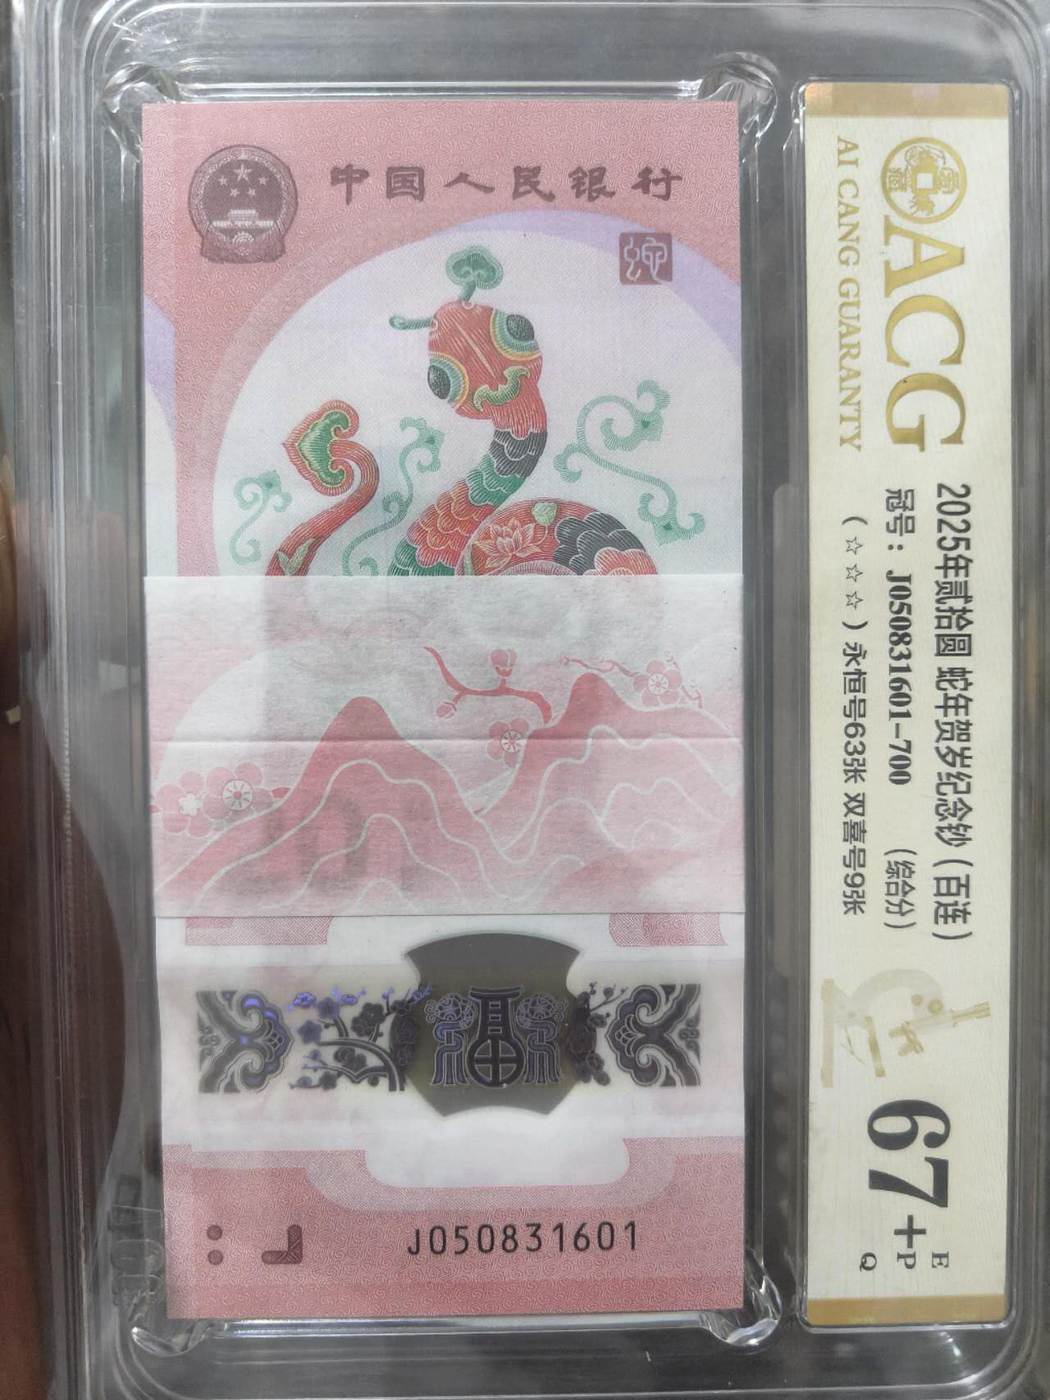 中国人民银行
蛇
J050831601
ACG
AI CANG GUARANTY
2025年贰拾圆 蛇年贺岁纪念钞（百连）
冠号：J050831601-700 （综合分）
（☆☆☆☆）永恒号63张 双喜号9张
67+
E
P
Q